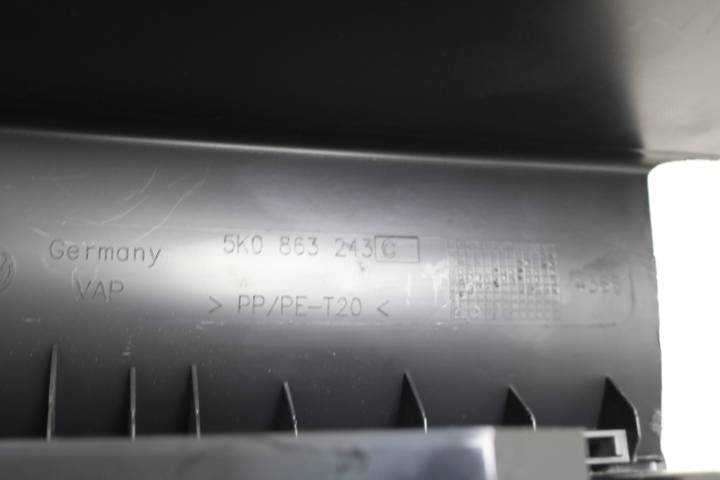 Germany 5K0 863 243 C
VAP > PP/PE-T20 <